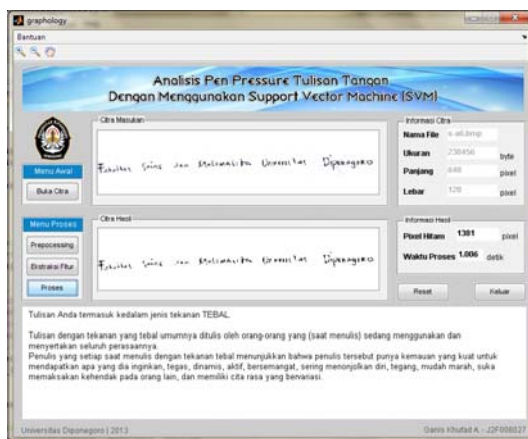 graphology
Bantuan
Analisis Pen Pressure Tulisan Tangan
Dengan Menggunakan Support Vector Machine (SVM)
Menu Awal
Buka Citra
Menu Proses
Prepocessing
Ekstraksi Fitur
Proses
Citra Masukan
Fakultas Sains dan Matematika Universitas Diponegoro
Citra Hasil
Fakultas Sains dan Matematika Universitas Diponegoro
Informasi Citra
Nama File
Ukuran 230456 byte
Panjang 640 pixel
Lebar 120 pixel
Informasi Hasil
Pixel Hitam 1381 pixel
Waktu Proses 1.006 detik
Reset Keluar
Tulisan Anda termasuk kedalam jenis tekanan TEBAL.
Tulisan dengan tekanan yang tebal umumnya ditulis oleh orang-orang yang (saat menulis) sedang menggunakan dan
menyertakan seluruh perasaannya.
Penulis yang setiap saat menulis dengan tekanan tebal menunjukkan bahwa penulis tersebut punya kemauan yang kuat untuk
mendapatkan apa yang dia inginkan, tegas, dinamis, aktif, bersemangat, sering menonjolkan diri, tegang, mudah marah, suka
memaksakan kehendak pada orang lain, dan memiliki cita rasa yang bervariasi.
Universitas Diponegoro | 2013
Ganis Khufad A. - J2F008027